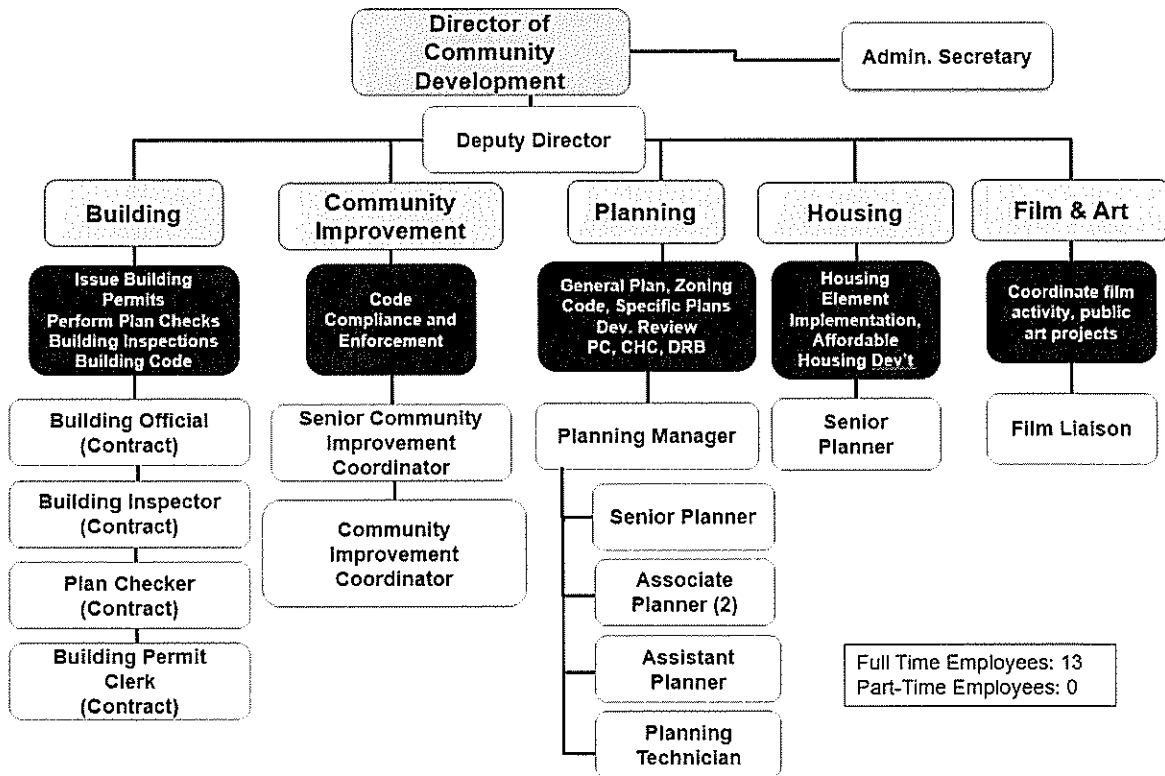 Director of
Community
Development
Admin. Secretary
Deputy Director
Building
Community
Improvement
Planning
Housing
Film & Art
Issue Building
Permits
Perform Plan Checks
Building Inspections
Building Code
Code
Compliance and
Enforcement
General Plan, Zoning
Code, Specific Plans
Dev. Review
PC, CHC, DRB
Housing
Element
Implementation,
Affordable
Housing Dev't
Coordinate film
activity, public
art projects
Building Official
(Contract)
Senior Community
Improvement
Coordinator
Planning Manager
Senior
Planner
Film Liaison
Building Inspector
(Contract)
Community
Improvement
Coordinator
Senior Planner
Plan Checker
(Contract)
Associate
Planner (2)
Building Permit
Clerk
(Contract)
Assistant
Planner
Full Time Employees: 13
Part-Time Employees: 0
Planning
Technician